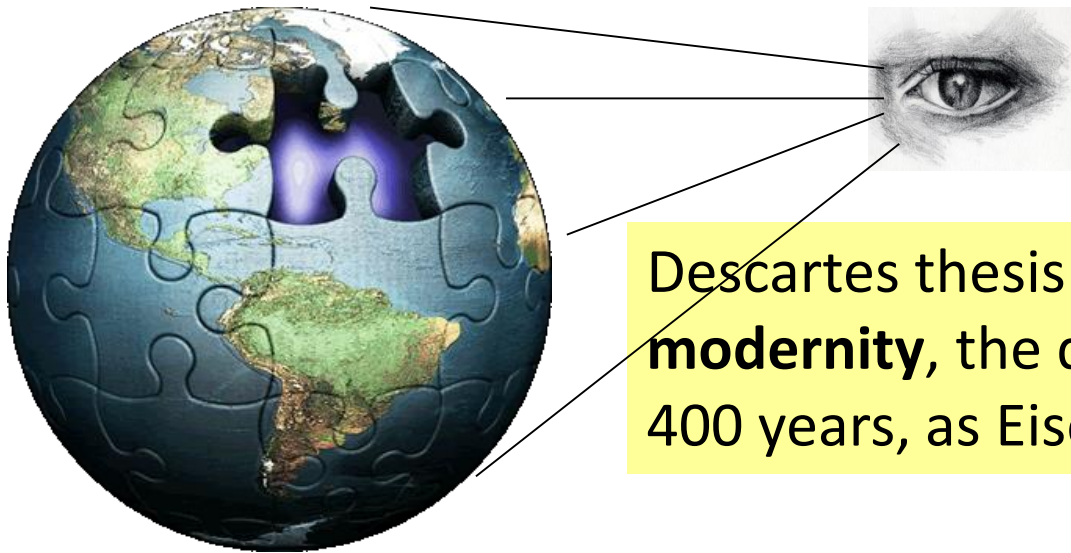 Descartes thesis
modernity, the
400 years, as